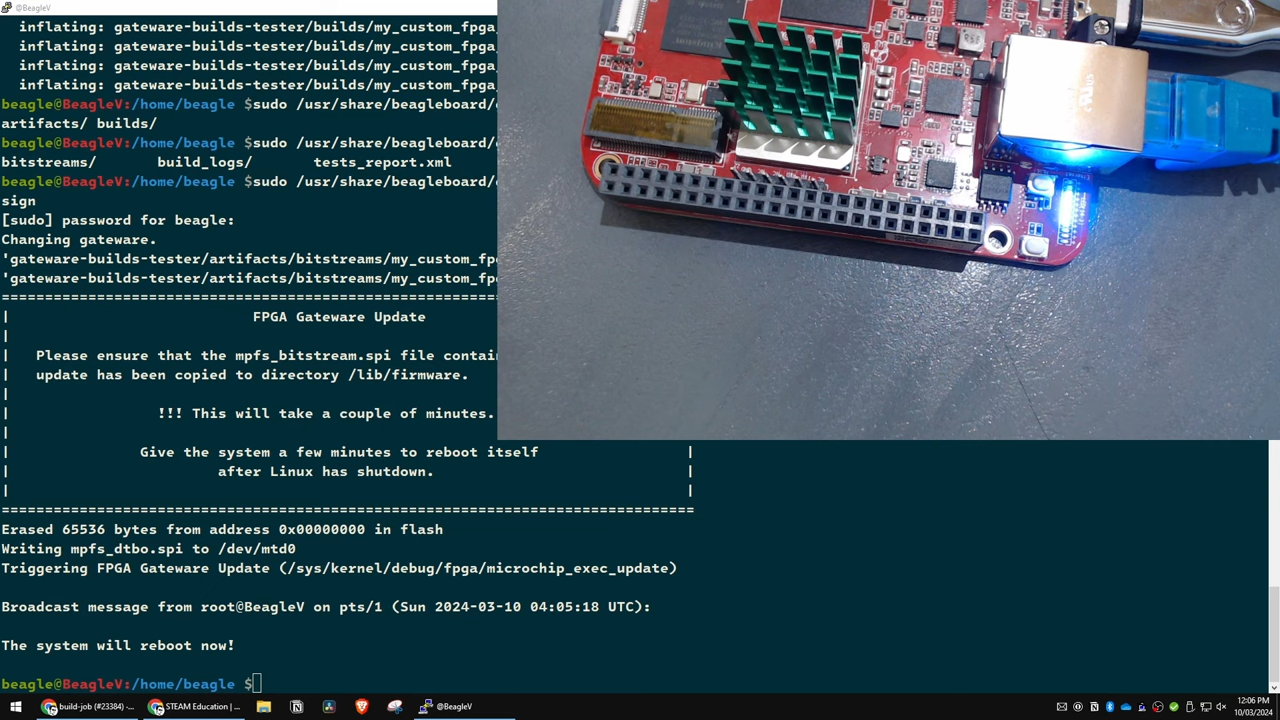 @BeagleV
inflating: gateware-builds-tester/builds/my_custom_fpga_
inflating: gateware-builds-tester/builds/my_custom_fpga_
inflating: gateware-builds-tester/builds/my_custom_fpga_
inflating: gateware-builds-tester/builds/my_custom_fpga_
beagle@BeagleV:/home/beagle $sudo /usr/share/beagleboard/
artifacts/ builds/
beagle@BeagleV:/home/beagle $sudo /usr/share/beagleboard/
bitstreams/ build_logs/ tests_report.xml
beagle@BeagleV:/home/beagle $sudo /usr/share/beagleboard/
sign
[sudo] password for beagle:
Changing gateware.
'gateware-builds-tester/artifacts/bitstreams/my_custom_fp
'gateware-builds-tester/artifacts/bitstreams/my_custom_fp
=========================================================
| FPGA Gateware Update
|
| Please ensure that the mpfs_bitstream.spi file contai
| update has been copied to directory /lib/firmware.
|
| !!! This will take a couple of minutes.
|
| Give the system a few minutes to reboot itself |
| after Linux has shutdown. |
| |
================================================================================
Erased 65536 bytes from address 0x00000000 in flash
Writing mpfs_dtbo.spi to /dev/mtd0
Triggering FPGA Gateware Update (/sys/kernel/debug/fpga/microchip_exec_update)
Broadcast message from root@BeagleV on pts/1 (Sun 2024-03-10 04:05:18 UTC):
The system will reboot now!
beagle@BeagleV:/home/beagle $
build-job (#23384) -... STEAM Education | ... @BeagleV
12:06 PM
10/03/2024